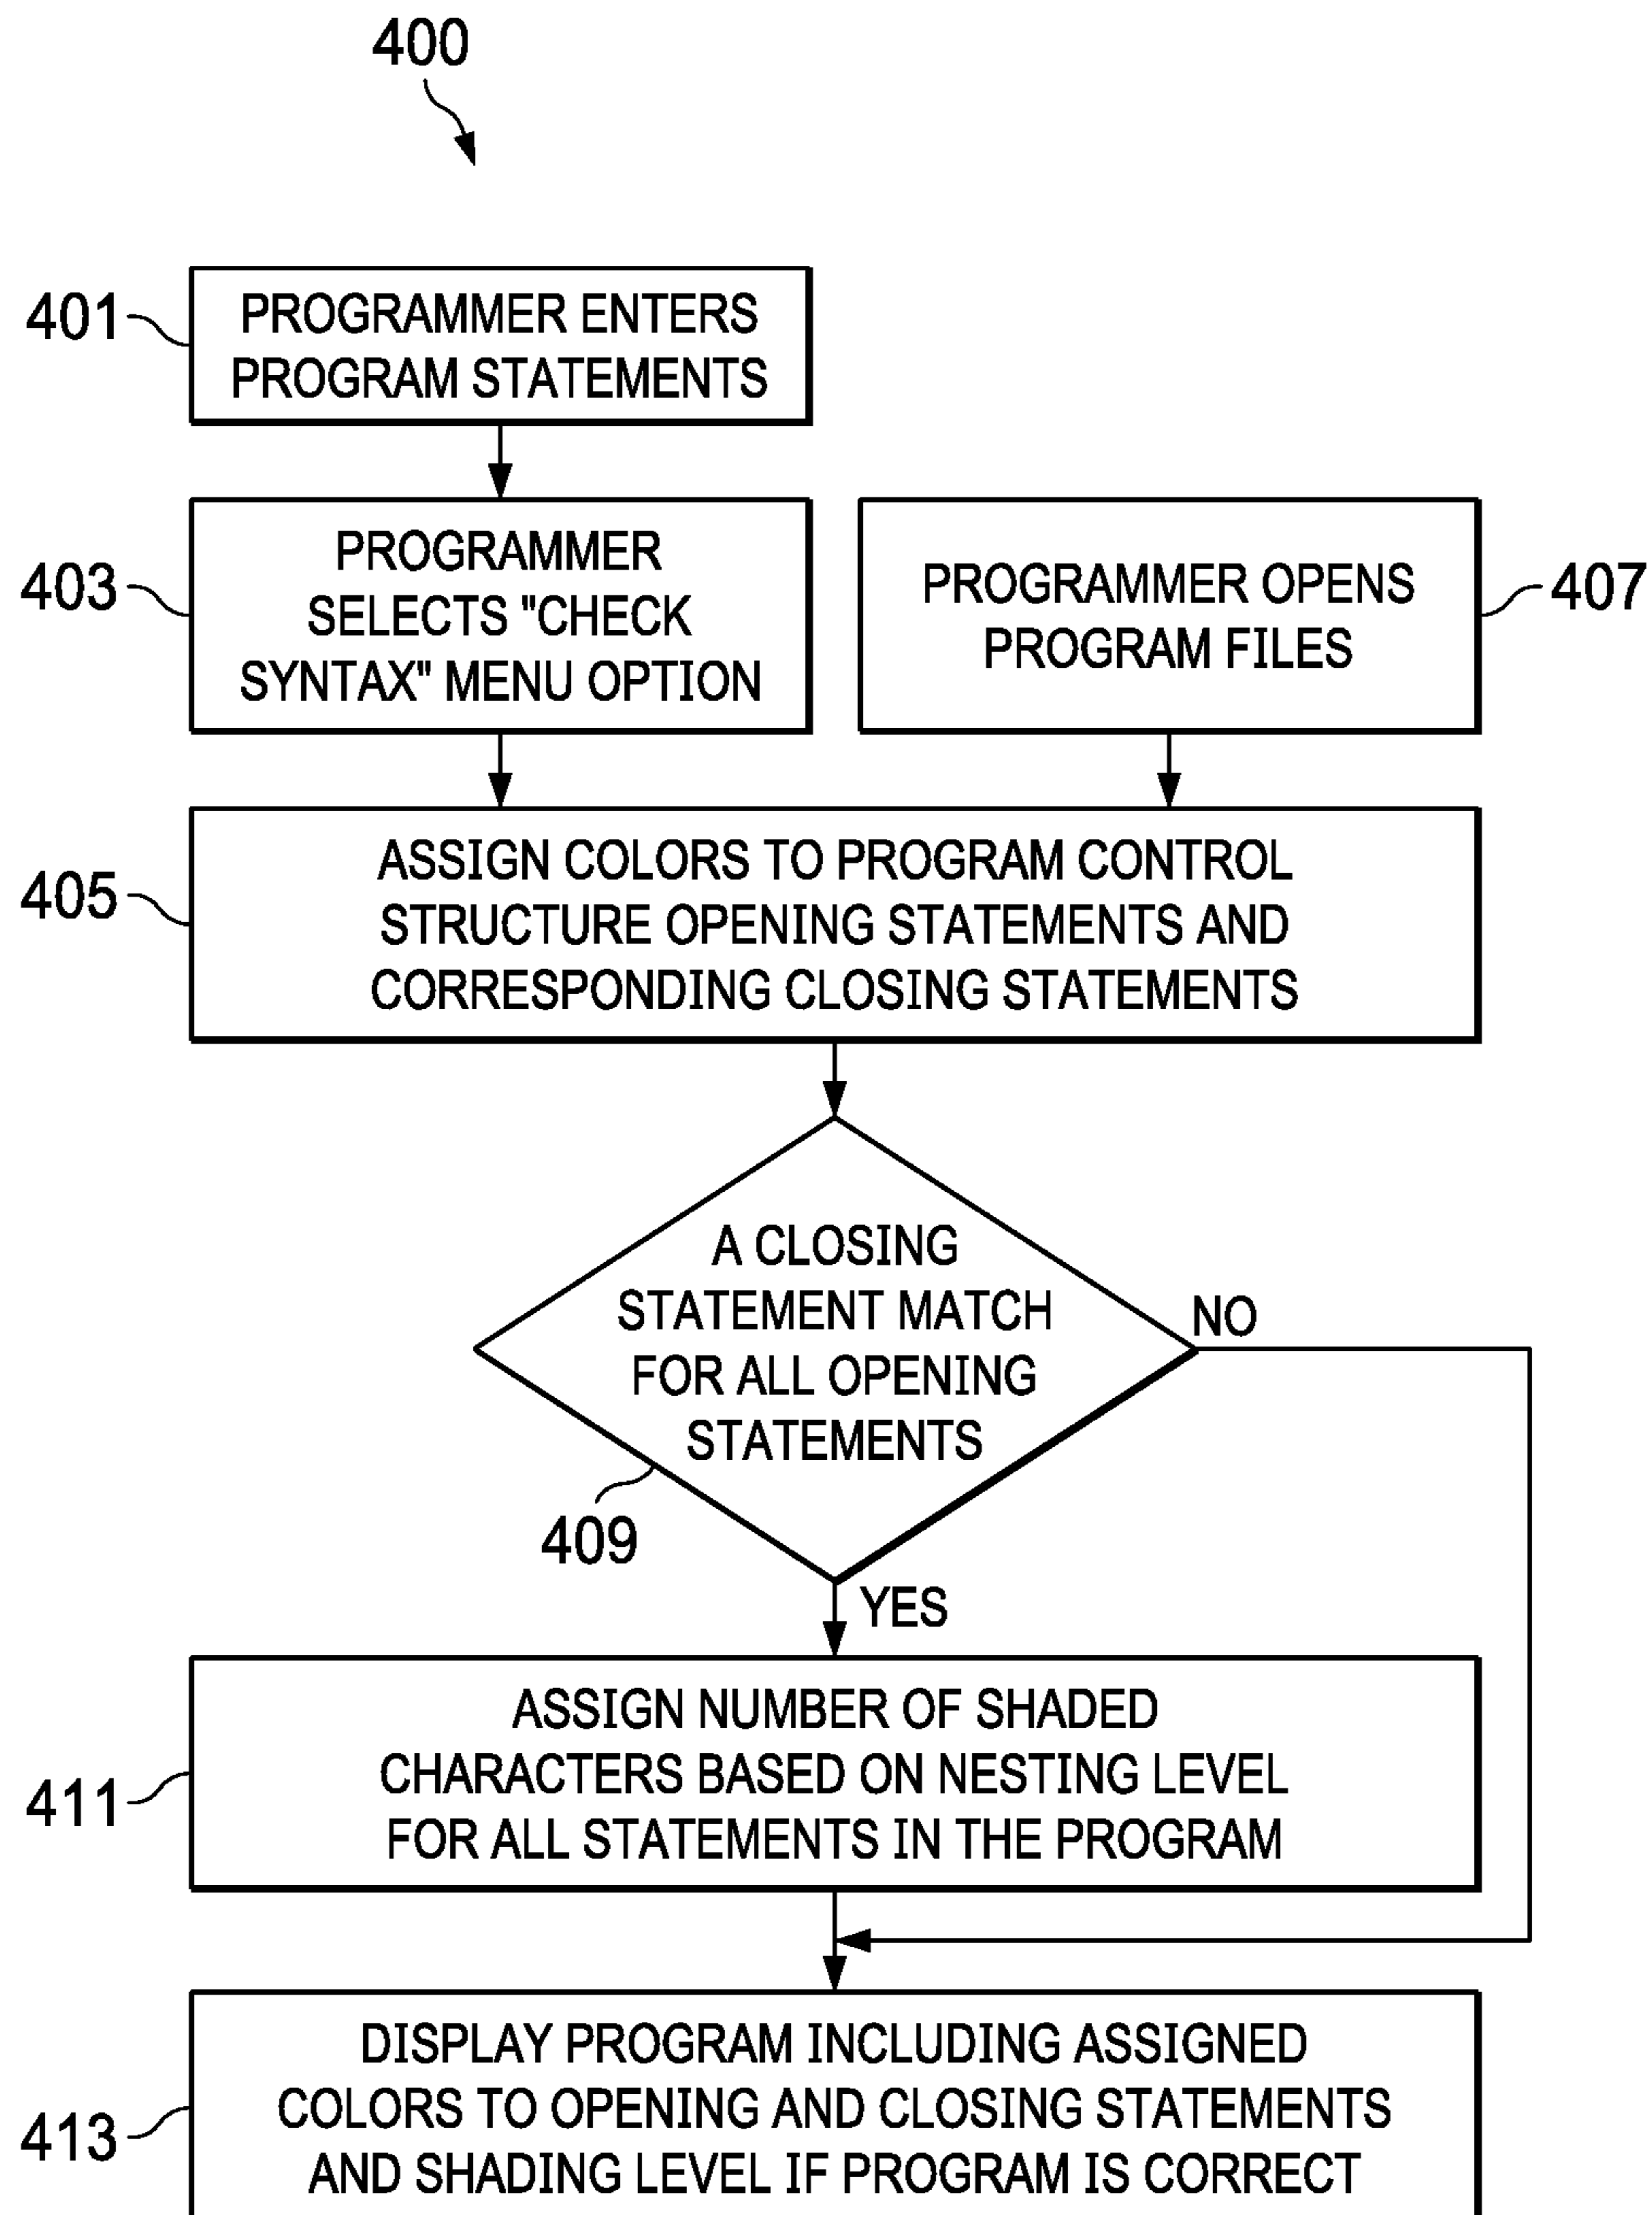 400
401
PROGRAMMER ENTERS
PROGRAM STATEMENTS
403
PROGRAMMER
SELECTS "CHECK
SYNTAX" MENU OPTION
PROGRAMMER OPENS
PROGRAM FILES
407
405
ASSIGN COLORS TO PROGRAM CONTROL
STRUCTURE OPENING STATEMENTS AND
CORRESPONDING CLOSING STATEMENTS
A CLOSING
STATEMENT MATCH
FOR ALL OPENING
STATEMENTS
NO
409
YES
411
ASSIGN NUMBER OF SHADED
CHARACTERS BASED ON NESTING LEVEL
FOR ALL STATEMENTS IN THE PROGRAM
413
DISPLAY PROGRAM INCLUDING ASSIGNED
COLORS TO OPENING AND CLOSING STATEMENTS
AND SHADING LEVEL IF PROGRAM IS CORRECT